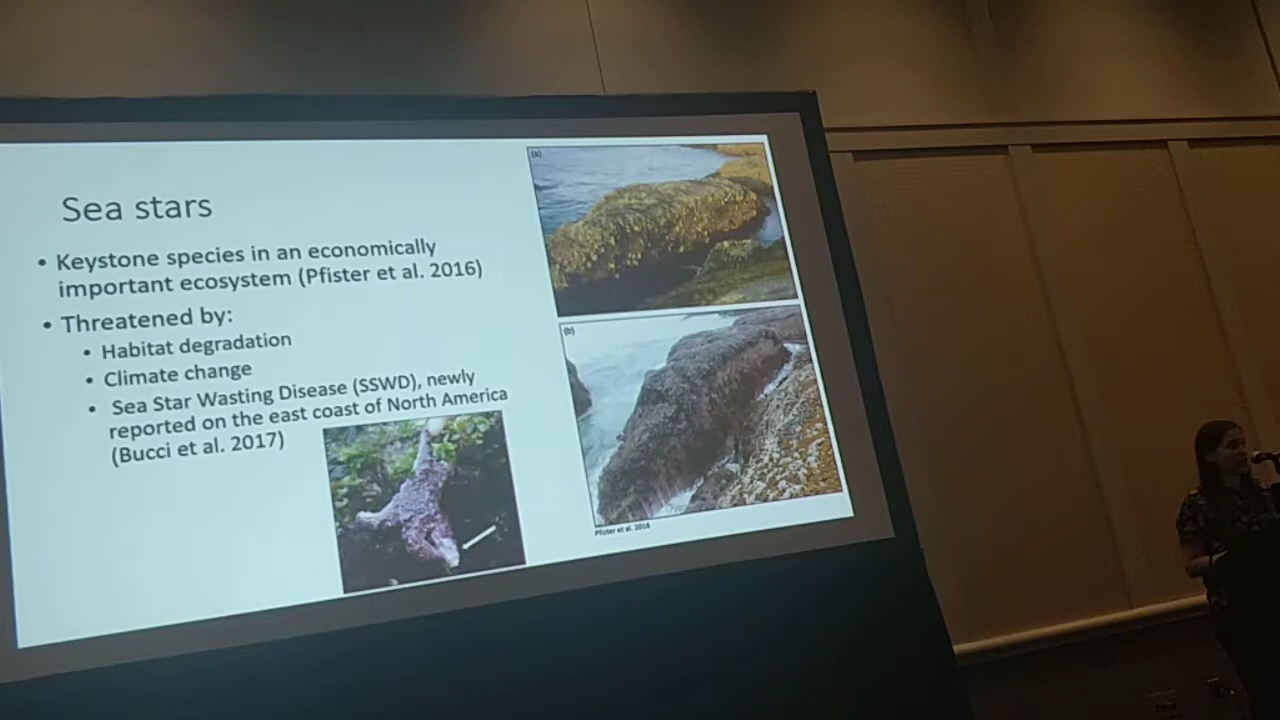 Sea stars
• Keystone species in an economically
important ecosystem (Pfister et al. 2016)
• Threatened by:
• Habitat degradation
• Climate change
• Sea Star Wasting Disease (SSWD), newly
reported on the east coast of North America
(Bucci et al. 2017)
(a)
(b)
Pfister et al. 2016